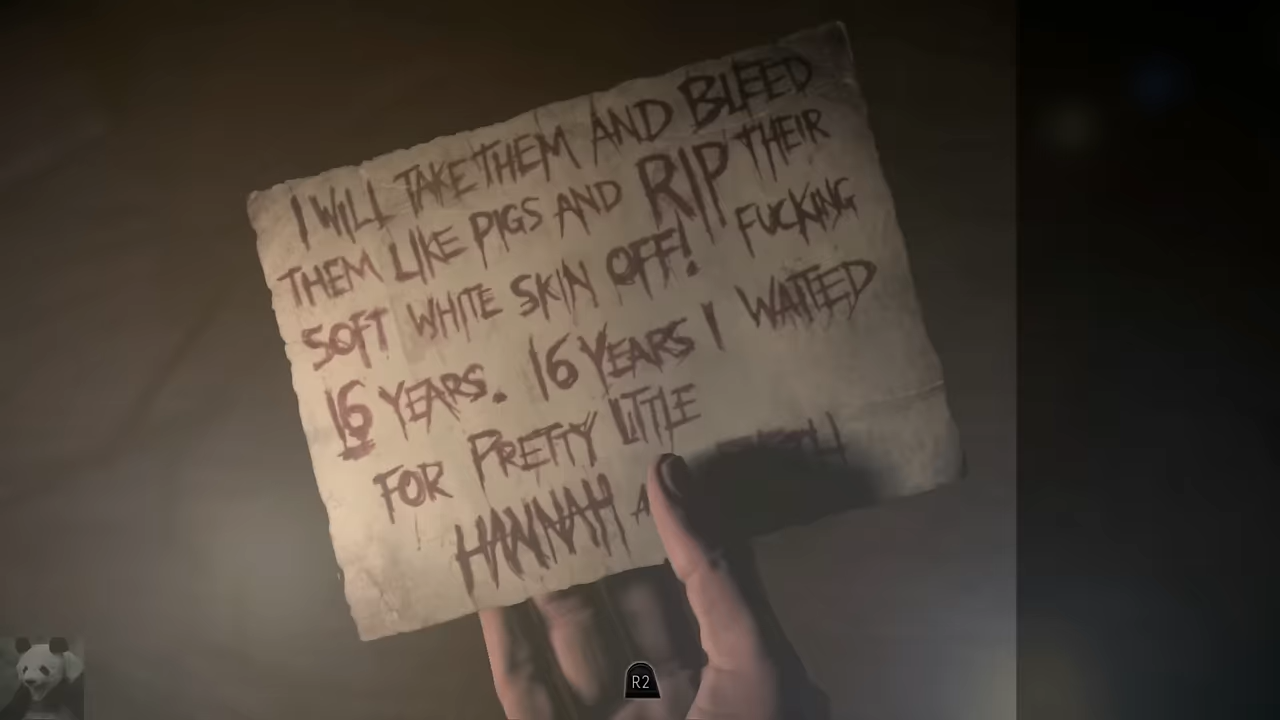 I WILL TAKE THEM AND BLEED
THEM LIKE PIGS AND RIP THEIR
SOFT WHITE SKIN OFF! FUCKING
16 YEARS. 16 YEARS I WAITED
FOR PRETTY LITTLE
HANNAH
R2